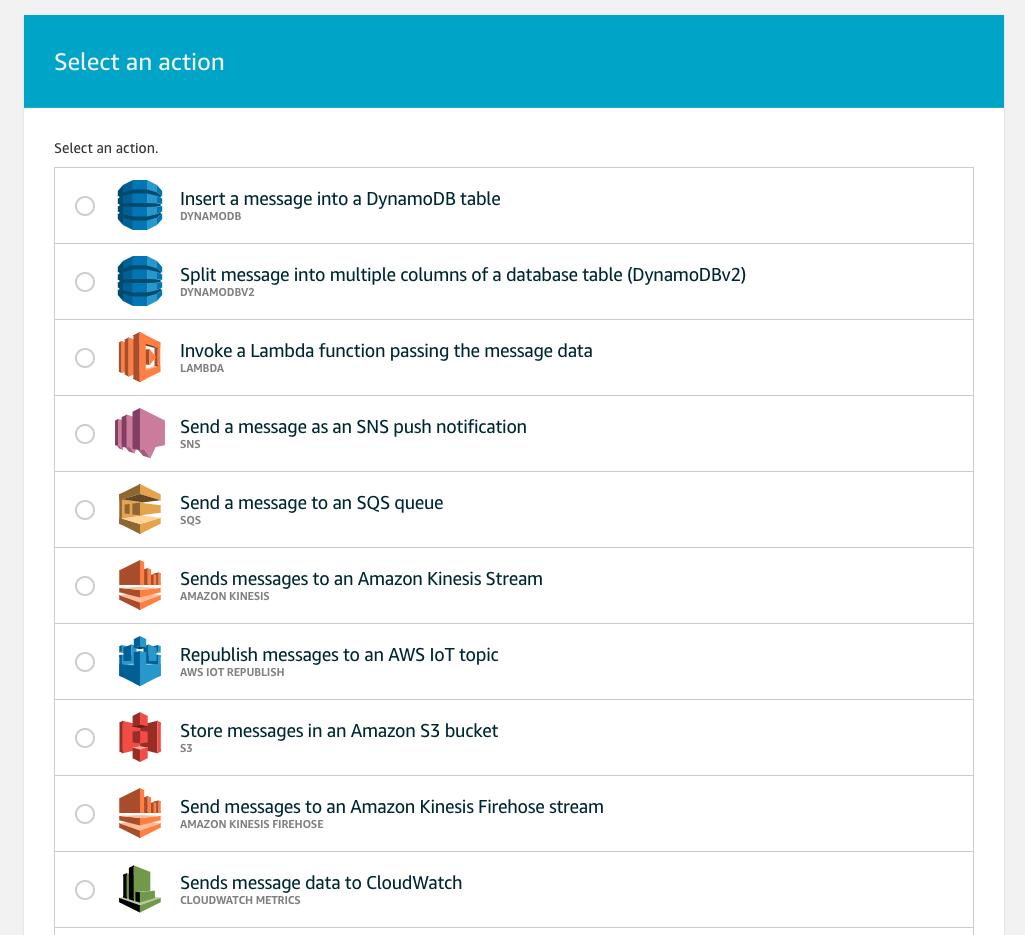 Select an action
Select an action.
Insert a message into a DynamoDB table
DYNAMODB
Split message into multiple columns of a database table (DynamoDBv2)
DYNAMODBV2
Invoke a Lambda function passing the message data
LAMBDA
Send a message as an SNS push notification
SNS
Send a message to an SQS queue
SQS
Sends messages to an Amazon Kinesis Stream
AMAZON KINESIS
Republish messages to an AWS IoT topic
AWS IOT REPUBLISH
Store messages in an Amazon S3 bucket
S3
Send messages to an Amazon Kinesis Firehose stream
AMAZON KINESIS FIREHOSE
Sends message data to CloudWatch
CLOUDWATCH METRICS